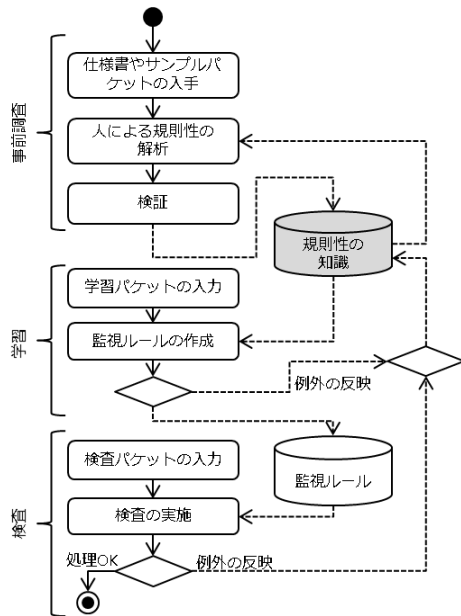 仕様書やサンプルパ
ケットの入手
事前調査
人による規則性の
解析
検証
規則性の
知識
学習パケットの入力
学習
監視ルールの作成
例外の反映
検査パケットの入力
監視ルール
検査
検査の実施
処理OK
例外の反映